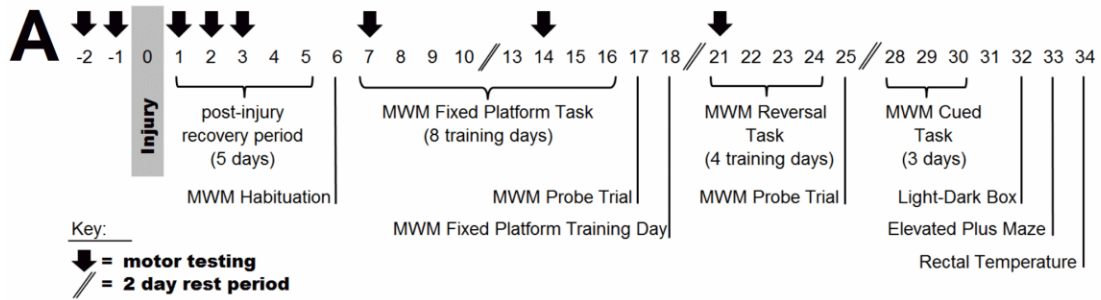 A
-2 -1 0 1 2 3 4 5 6 7 8 9 10 13 14 15 16 17 18 21 22 23 24 25 28 29 30 31 32 33 34
Injury
post-injury
recovery period
(5 days)
MWM Fixed Platform Task
(8 training days)
MWM Reversal
Task
(4 training days)
MWM Cued
Task
(3 days)
MWM Habituation
MWM Probe Trial
MWM Probe Trial
Light-Dark Box
MWM Fixed Platform Training Day
Elevated Plus Maze
Rectal Temperature
Key:
= motor testing
= 2 day rest period